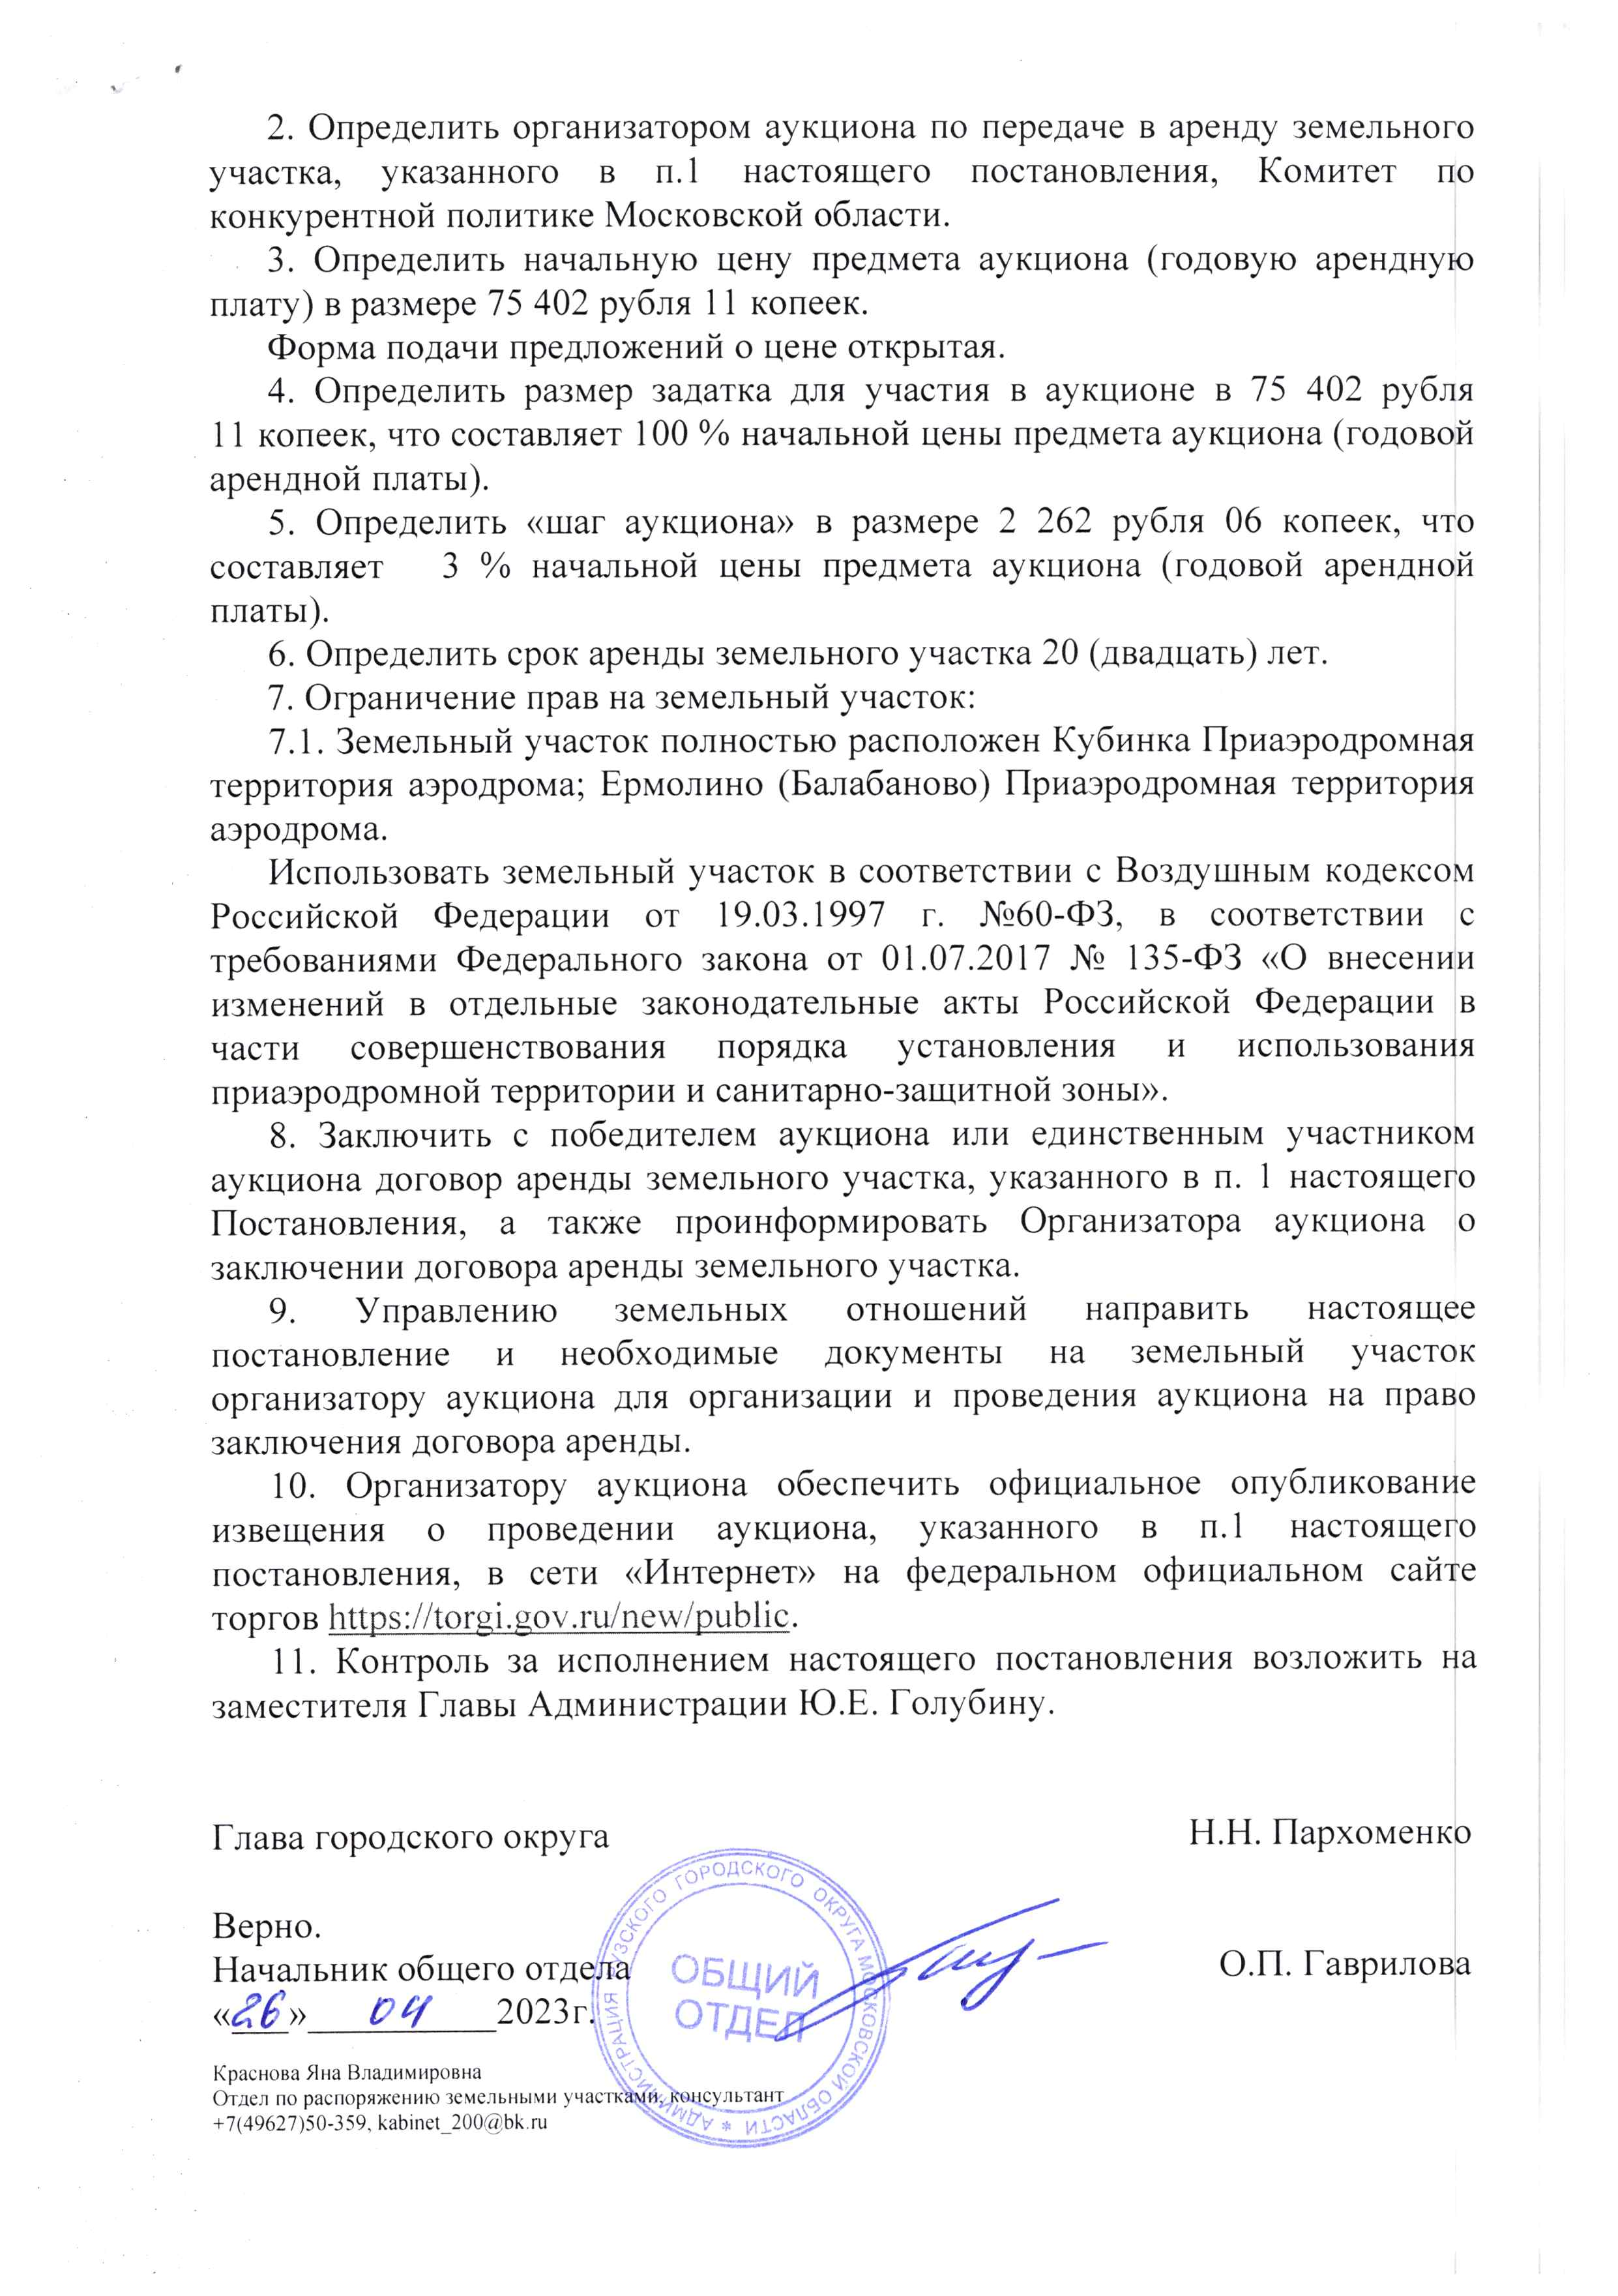 2. Определить организатором аукциона по передаче в аренду земельного
участка, указанного в п.1 настоящего постановления, Комитет по
конкурентной политике Московской области.
3. Определить начальную цену предмета аукциона (годовую арендную
плату) в размере 75 402 рубля 11 копеек.
Форма подачи предложений о цене открытая.
4. Определить размер задатка для участия в аукционе в 75 402 рубля
11 копеек, что составляет 100 % начальной цены предмета аукциона (годовой
арендной платы).
5. Определить «шаг аукциона» в размере 2 262 рубля 06 копеек, что
составляет 3 % начальной цены предмета аукциона (годовой арендной
платы).
6. Определить срок аренды земельного участка 20 (двадцать) лет.
7. Ограничение прав на земельный участок:
7.1. Земельный участок полностью расположен Кубинка Приаэродромная
территория аэродрома; Ермолино (Балабаново) Приаэродромная территория
аэродрома.
Использовать земельный участок в соответствии с Воздушным кодексом
Российской Федерации от 19.03.1997 г. №60-ФЗ, в соответствии с
требованиями Федерального закона от 01.07.2017 № 135-ФЗ «О внесении
изменений в отдельные законодательные акты Российской Федерации в
части совершенствования порядка установления и использования
приаэродромной территории и санитарно-защитной зоны».
8. Заключить с победителем аукциона или единственным участником
аукциона договор аренды земельного участка, указанного в п. 1 настоящего
Постановления, а также проинформировать Организатора аукциона о
заключении договора аренды земельного участка.
9. Управлению земельных отношений направить настоящее
постановление и необходимые документы на земельный участок
организатору аукциона для организации и проведения аукциона на право
заключения договора аренды.
10. Организатору аукциона обеспечить официальное опубликование
извещения о проведении аукциона, указанного в п.1 настоящего
постановления, в сети «Интернет» на федеральном официальном сайте
торгов https://torgi.gov.ru/new/public.
11. Контроль за исполнением настоящего постановления возложить на
заместителя Главы Администрации Ю.Е. Голубину.
Глава городского округа Н.Н. Пархоменко
Верно.
Начальник общего отдела О.П. Гаврилова
«26» 04 2023г.
АДМИНИСТРАЦИЯ РУЗСКОГО ГОРОДСКОГО ОКРУГА МОСКОВСКОЙ ОБЛАСТИ *
ОБЩИЙ
ОТДЕЛ
Краснова Яна Владимировна
Отдел по распоряжению земельными участками, консультант
+7(49627)50-359, kabinet_200@bk.ru